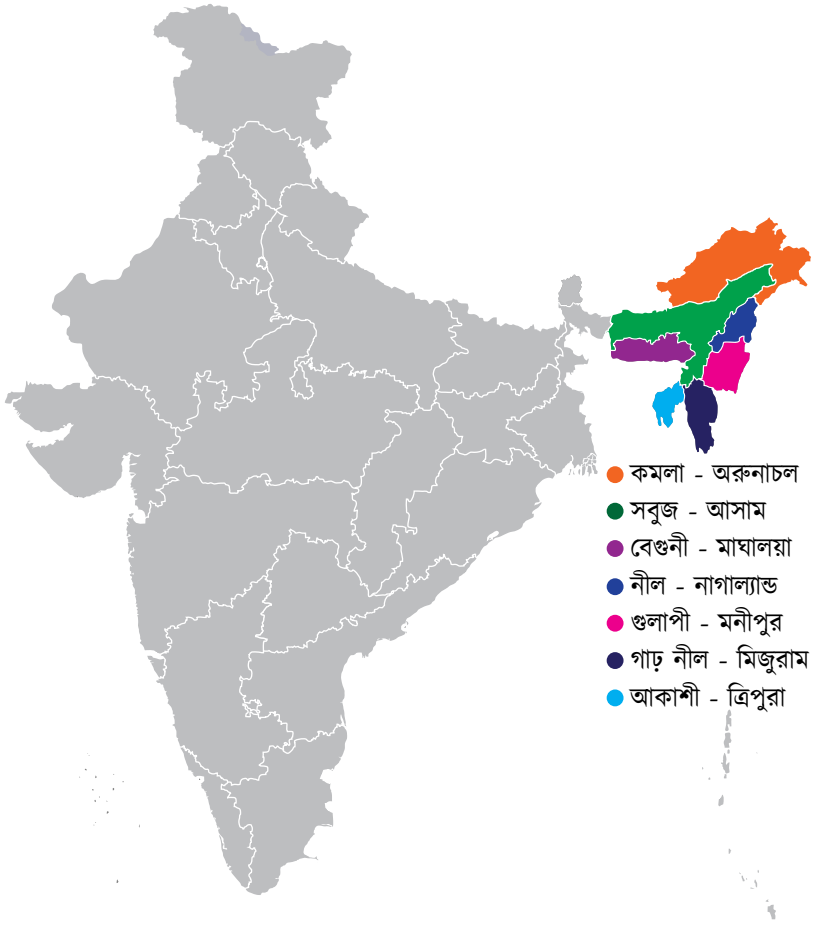 কমলা - অরুনাচল
সবুজ - আসাম
বেগুনী - মাঘালয়া
নীল - নাগাল্যান্ড
গুলাপী - মনীপুর
গাঢ় নীল - মিজুরাম
আকাশী - ত্রিপুরা